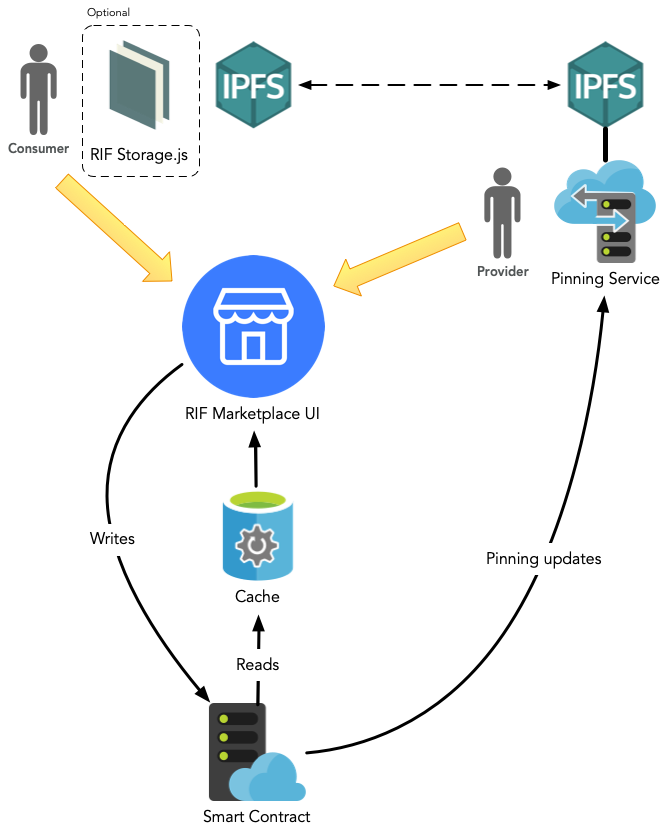 Optional
IPFS
IPFS
Consumer
RIF Storage.js
Provider
Pinning Service
RIF Marketplace UI
Writes
Pinning updates
Cache
Reads
Smart Contract